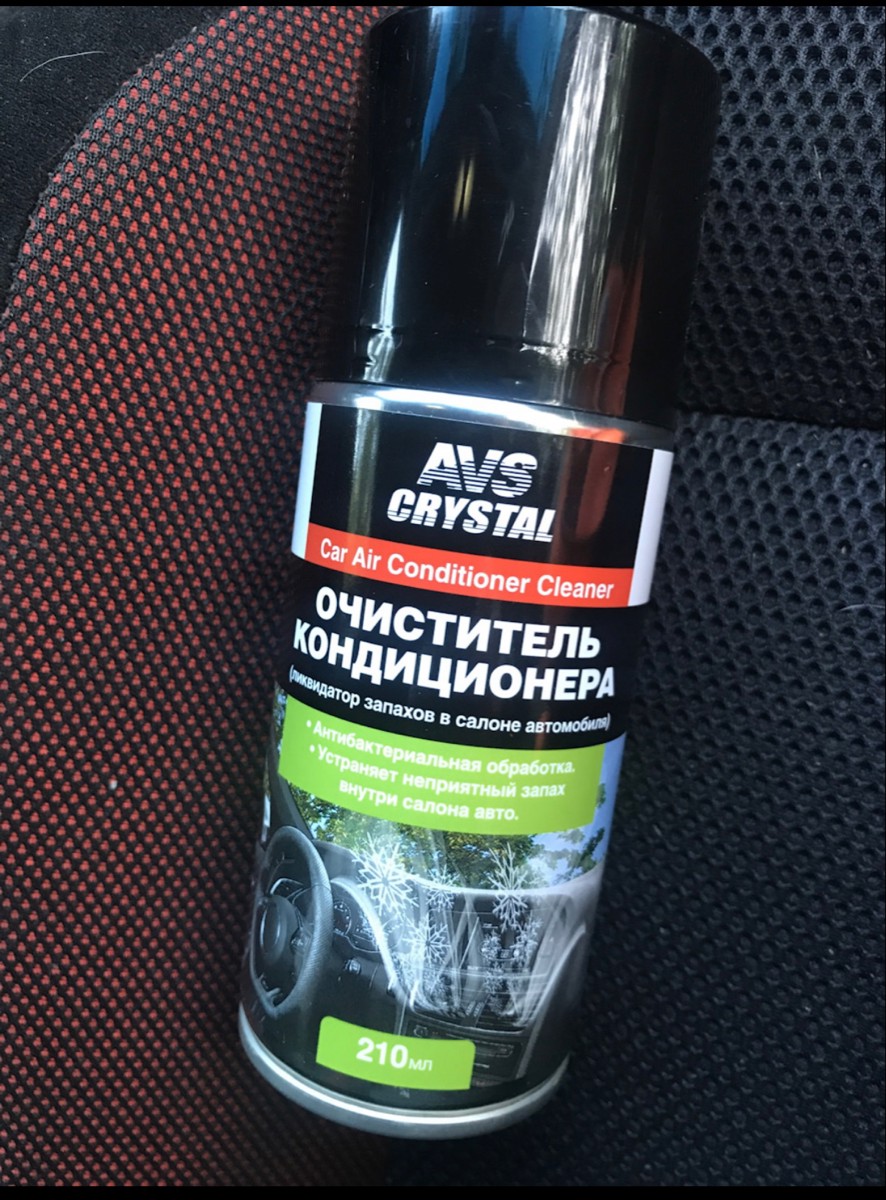 AVS
CRYSTAL
Car Air Conditioner Cleaner
ОЧИСТИТЕЛЬ
КОНДИЦИОНЕРА
(ликвидатор запахов в салоне автомобиля)
• Антибактериальная обработка.
• Устраняет неприятный запах
внутри салона авто.
210мл